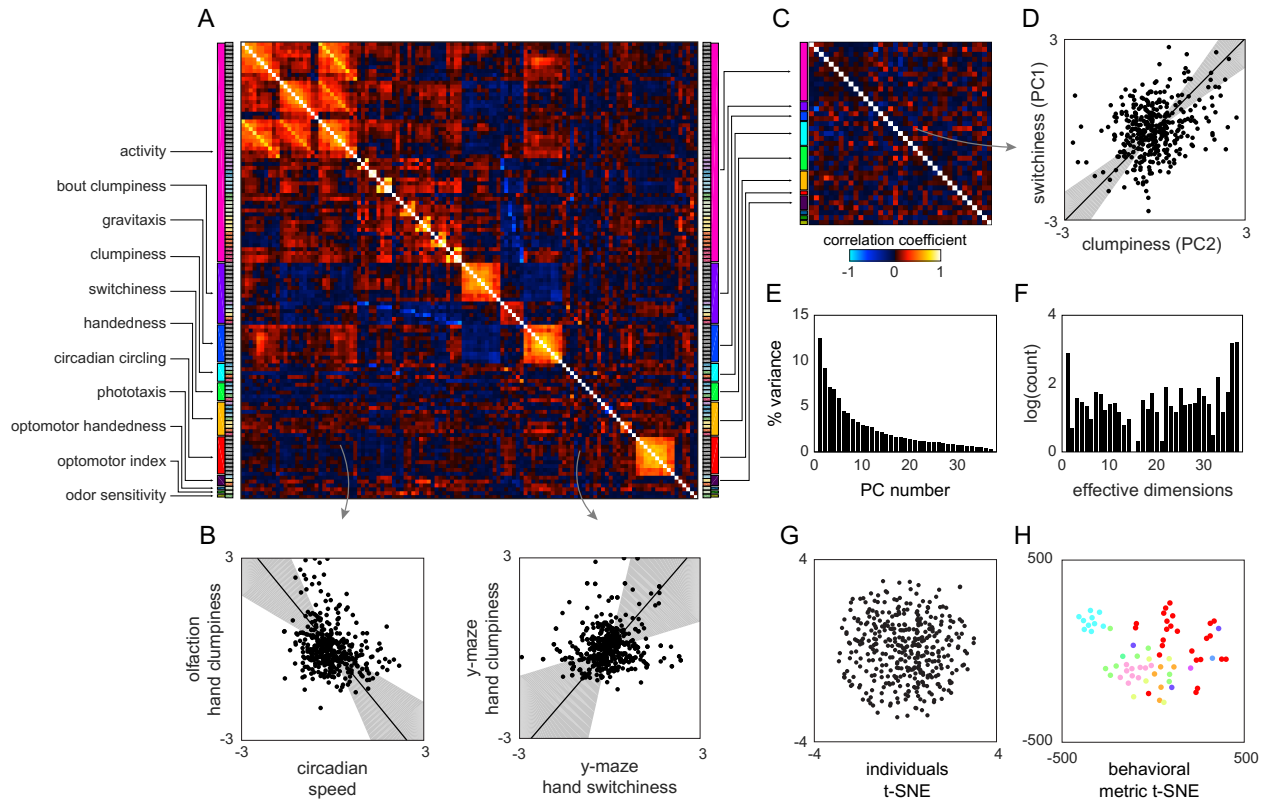 A
activity
bout clumpiness
gravitaxis
clumpiness
switchiness
handedness
circadian circling
phototaxis
optomotor handedness
optomotor index
odor sensitivity
C
correlation coefficient
-1
0
1
D
switchiness (PC1)
3
-3
-3
3
clumpiness (PC2)
E
% variance
15
10
5
0
0
10
20
30
PC number
F
log(count)
4
2
0
0
10
20
30
effective dimensions
B
olfaction
hand clumpiness
3
-3
-3
3
circadian
speed
y-maze
hand clumpiness
3
-3
-3
3
y-maze
hand switchiness
G
4
-4
-4
4
individuals
t-SNE
H
500
-500
-500
500
behavioral
metric t-SNE